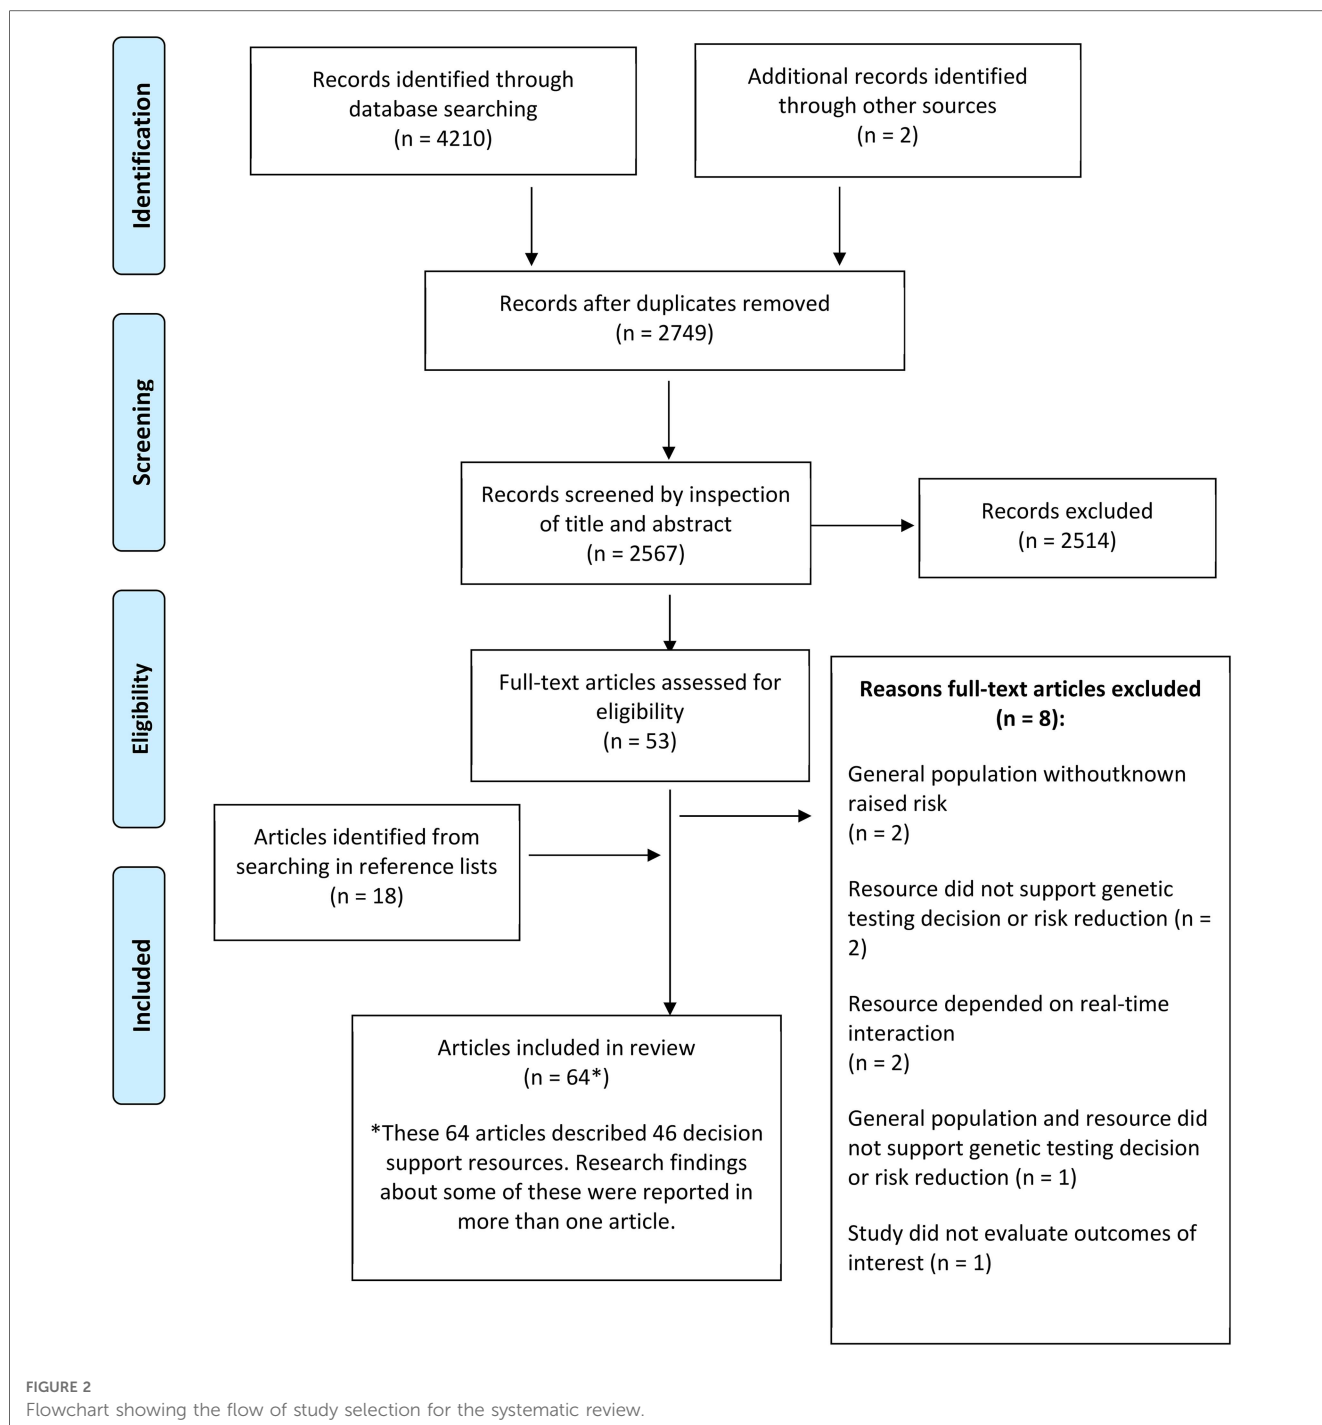 Identification
Records identified through
database searching
(n = 4210)
Additional records identified
through other sources
(n = 2)
Records after duplicates removed
(n = 2749)
Screening
Records screened by inspection
of title and abstract
(n = 2567)
Records excluded
(n = 2514)
Eligibility
Full-text articles assessed for
eligibility
(n = 53)
Reasons full-text articles excluded
(n = 8):
General population withoutknown
raised risk
(n = 2)
Resource did not support genetic
testing decision or risk reduction (n =
2)
Resource depended on real-time
interaction
(n = 2)
General population and resource did
not support genetic testing decision
or risk reduction (n = 1)
Study did not evaluate outcomes of
interest (n = 1)
Articles identified from
searching in reference lists
(n = 18)
Included
Articles included in review
(n = 64*)
*These 64 articles described 46 decision
support resources. Research findings
about some of these were reported in
more than one article.
FIGURE 2
Flowchart showing the flow of study selection for the systematic review.